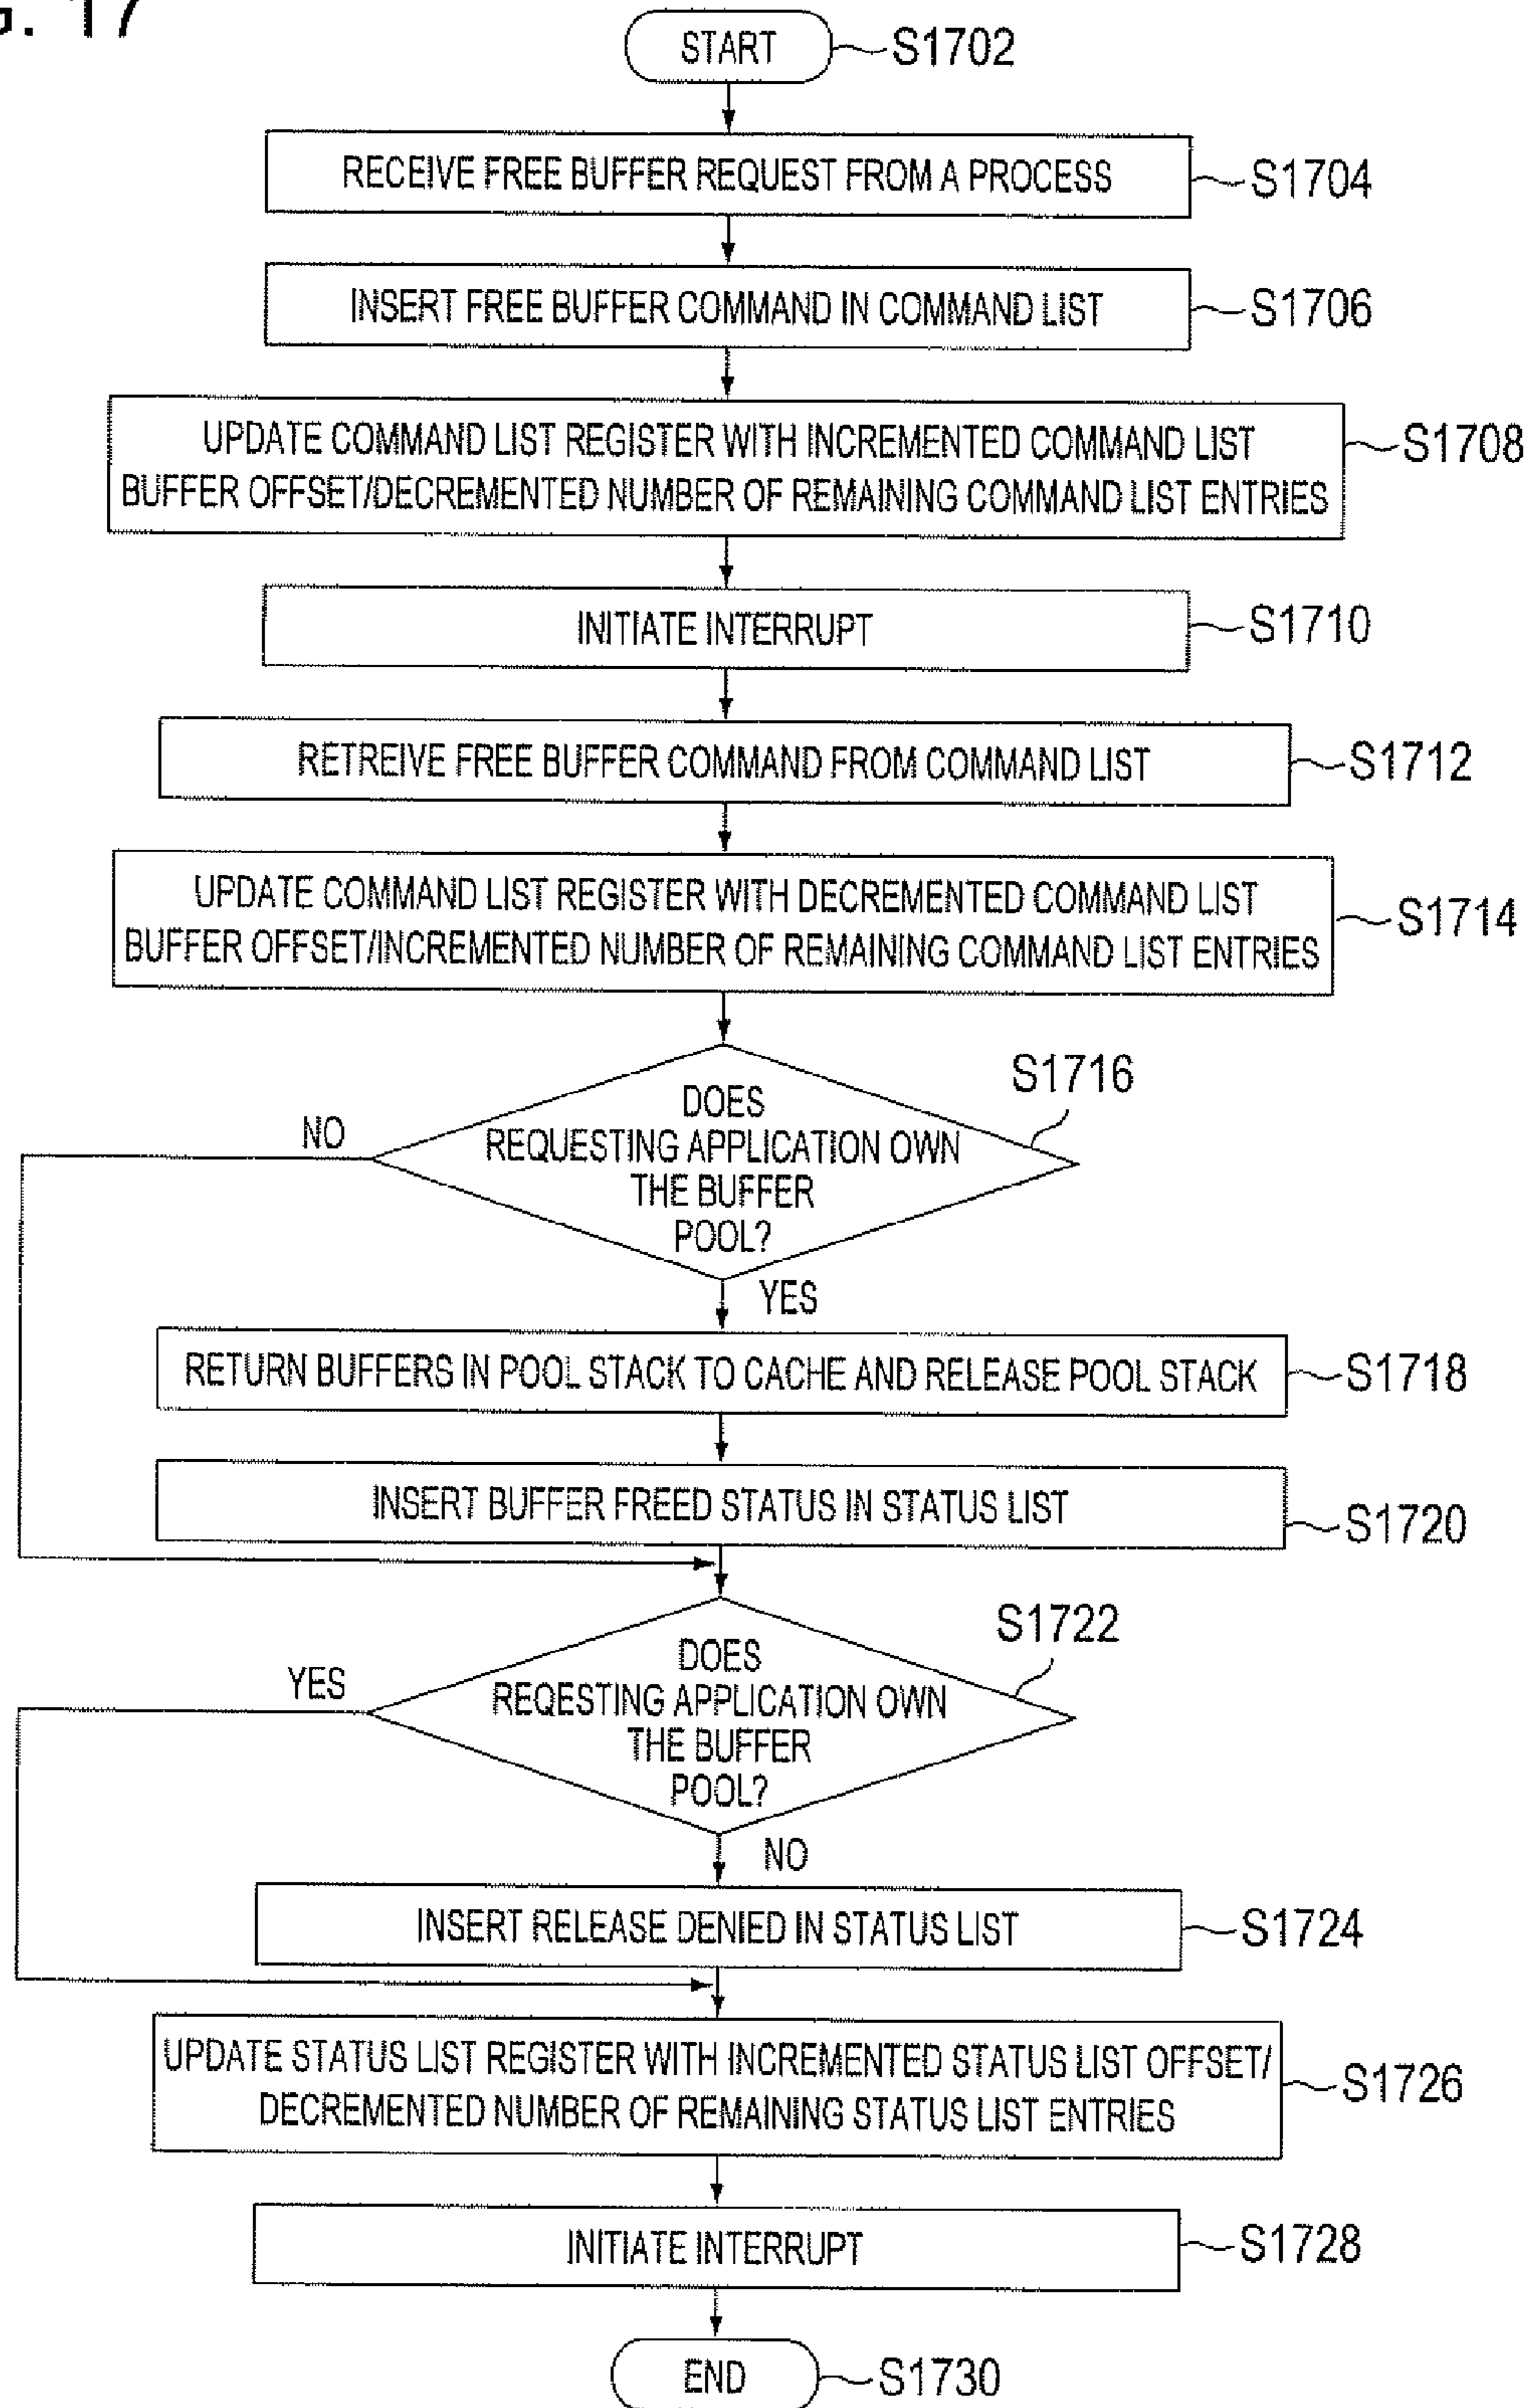 G. 17
START
S1702
RECEIVE FREE BUFFER REQUEST FROM A PROCESS
S1704
INSERT FREE BUFFER COMMAND IN COMMAND LIST
S1706
UPDATE COMMAND LIST REGISTER WITH INCREMENTED COMMAND LIST
BUFFER OFFSET/DECREMENTED NUMBER OF REMAINING COMMAND LIST ENTRIES
S1708
INITIATE INTERRUPT
S1710
RETREIVE FREE BUFFER COMMAND FROM COMMAND LIST
S1712
UPDATE COMMAND LIST REGISTER WITH DECREMENTED COMMAND LIST
BUFFER OFFSET/INCREMENTED NUMBER OF REMAINING COMMAND LIST ENTRIES
S1714
S1716
NO
DOES
REQUESTING APPLICATION OWN
THE BUFFER
POOL?
YES
RETURN BUFFERS IN POOL STACK TO CACHE AND RELEASE POOL STACK
S1718
INSERT BUFFER FREED STATUS IN STATUS LIST
S1720
S1722
YES
DOES
REQESTING APPLICATION OWN
THE BUFFER
POOL?
NO
INSERT RELEASE DENIED IN STATUS LIST
S1724
UPDATE STATUS LIST REGISTER WITH INCREMENTED STATUS LIST OFFSET/
DECREMENTED NUMBER OF REMAINING STATUS LIST ENTRIES
S1726
INITIATE INTERRUPT
S1728
END
S1730